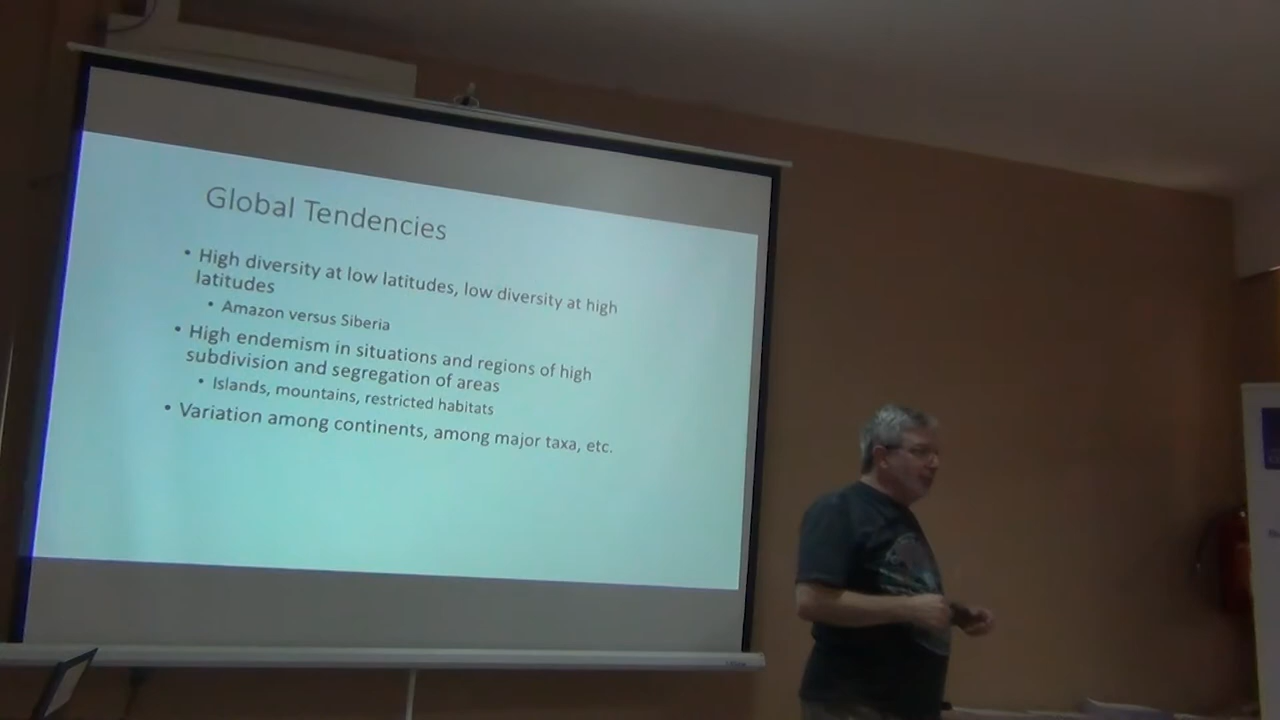 Global Tendencies
• High diversity at low latitudes, low diversity at high
latitudes
• Amazon versus Siberia
• High endemism in situations and regions of high
subdivision and segregation of areas
• Islands, mountains, restricted habitats
• Variation among continents, among major taxa, etc.